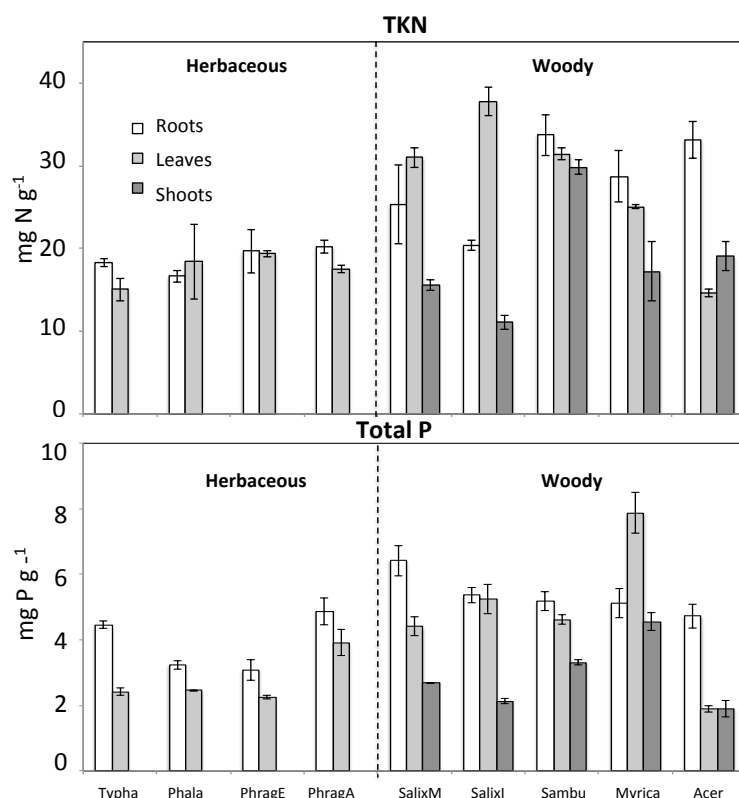 TKN
Herbaceous Woody
Roots
Leaves
Shoots
mg N g-1
40
30
20
10
0
Total P
Herbaceous Woody
mg P g -1
10
8
6
4
2
0
Typha Phala PhragE PhragA SalixM SalixI Sambu Myrica Acer